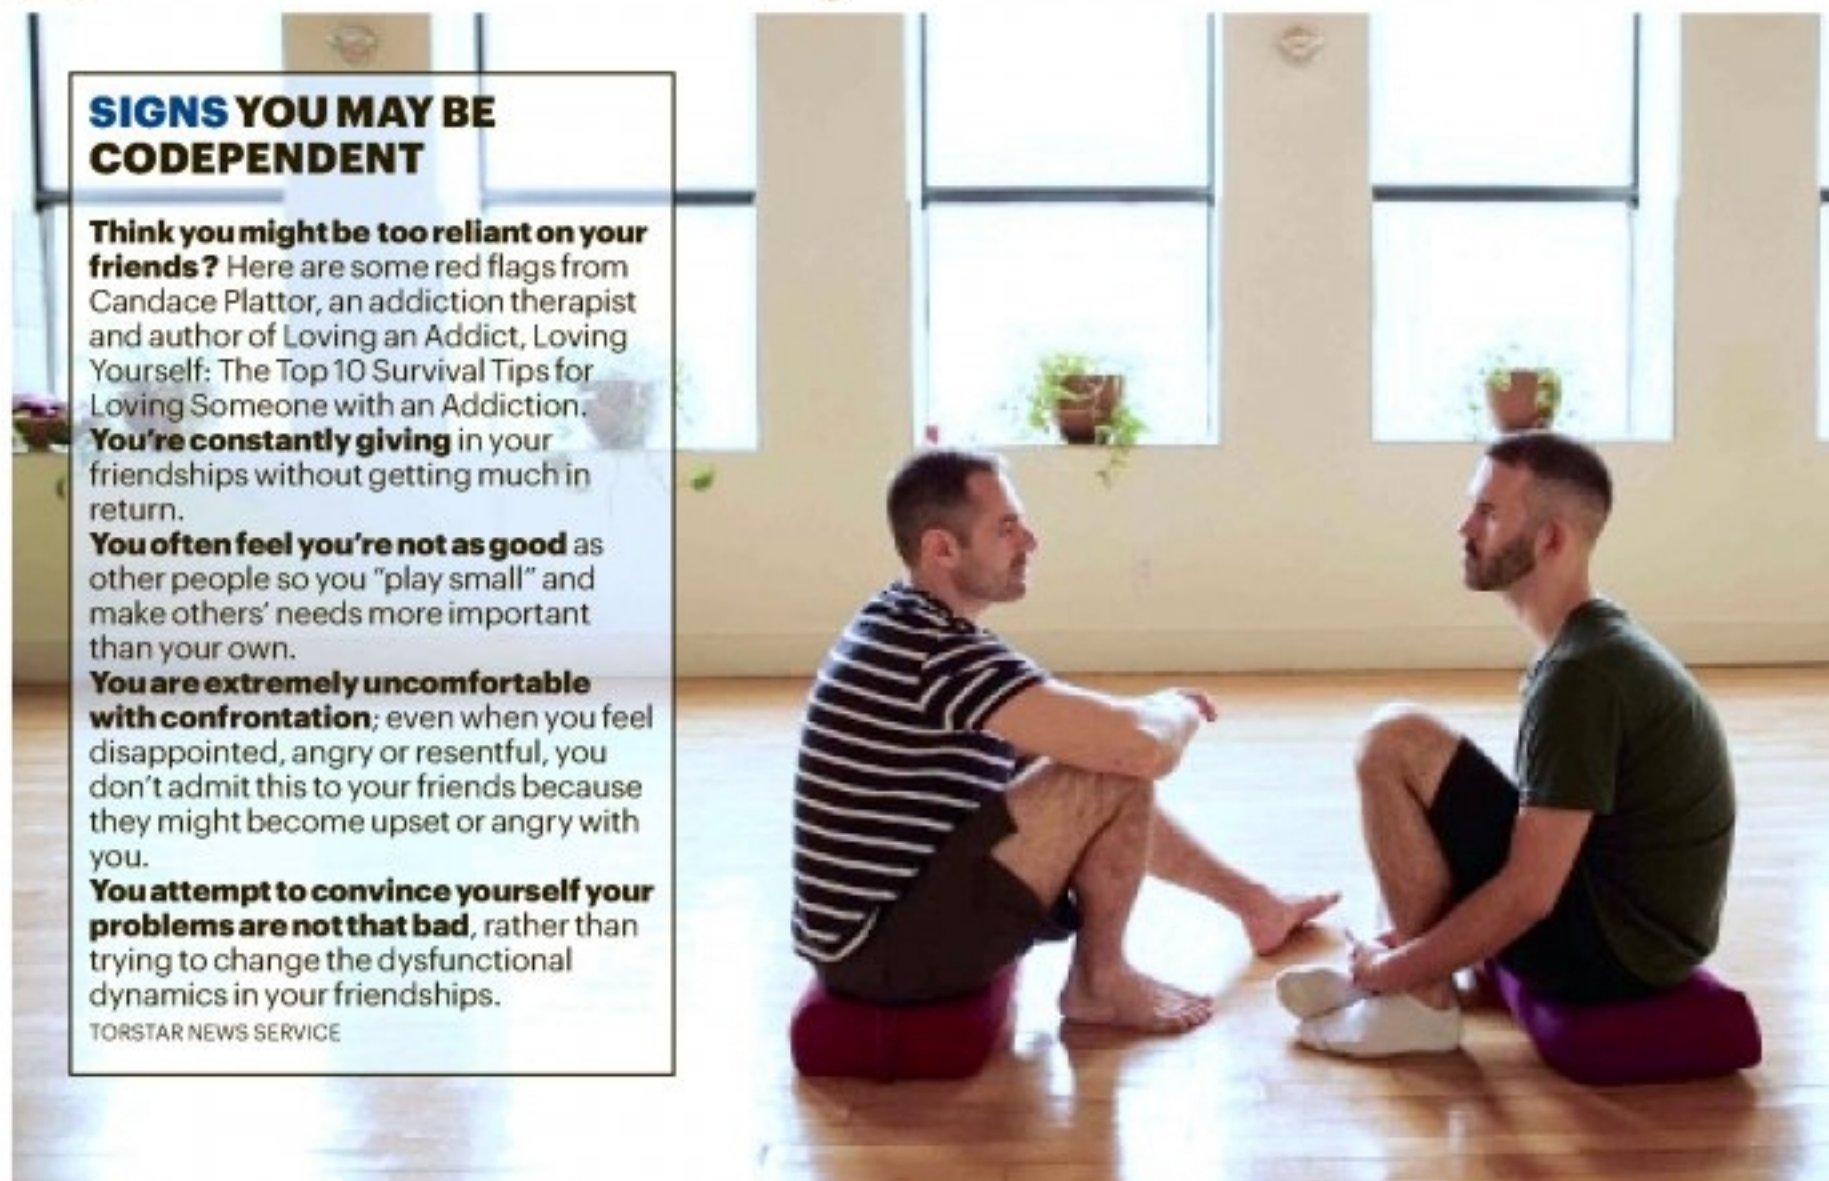 SIGNS YOU MAY BE
CODEPENDENT
Think you might be too reliant on your
friends? Here are some red flags from
Candace Plattor, an addiction therapist
and author of Loving an Addict, Loving
Yourself: The Top 10 Survival Tips for
Loving Someone with an Addiction.
You're constantly giving in your
friendships without getting much in
return.
You often feel you're not as good as
other people so you "play small" and
make others' needs more important
than your own.
You are extremely uncomfortable
with confrontation; even when you feel
disappointed, angry or resentful, you
don't admit this to your friends because
they might become upset or angry with
you.
You attempt to convince yourself your
problems are not that bad, rather than
trying to change the dysfunctional
dynamics in your friendships.
TORSTAR NEWS SERVICE